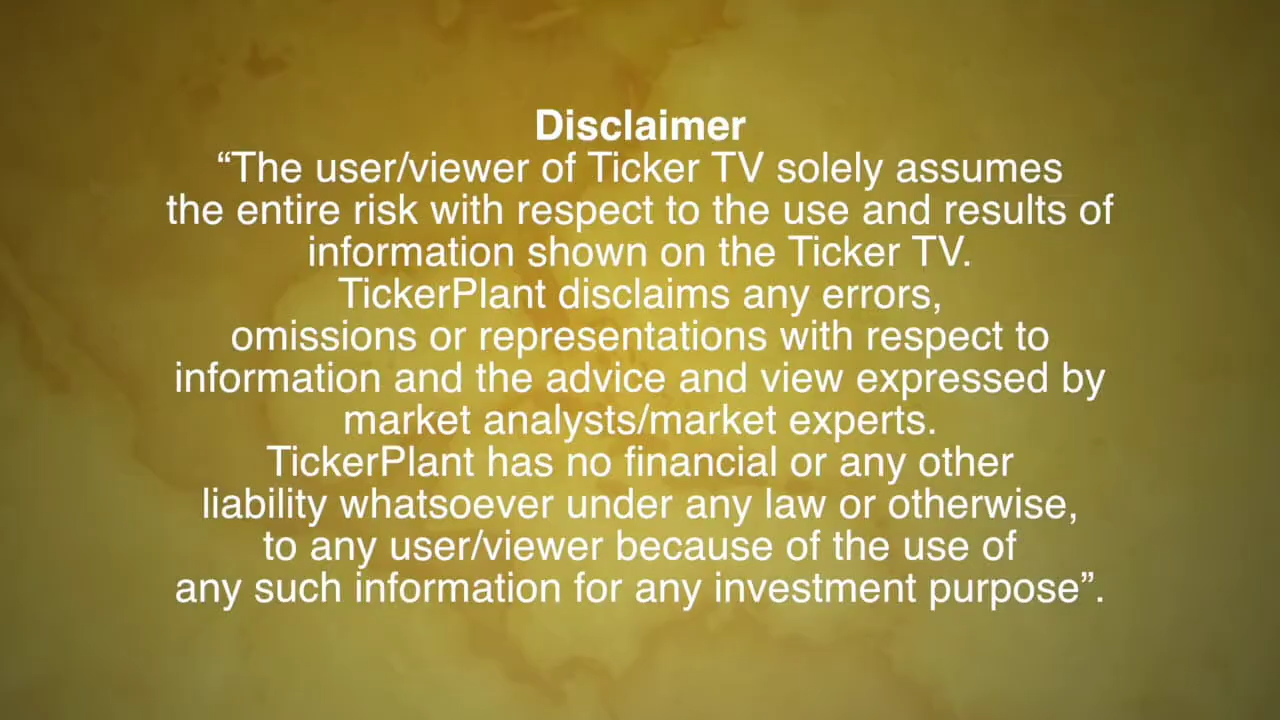 Disclaimer
“The user/viewer of Ticker TV solely assumes
the entire risk with respect to the use and results of
information shown on the Ticker TV.
TickerPlant disclaims any errors,
omissions or representations with respect to
information and the advice and view expressed by
market analysts/market experts.
TickerPlant has no financial or any other
liability whatsoever under any law or otherwise,
to any user/viewer because of the use of
any such information for any investment purpose”.